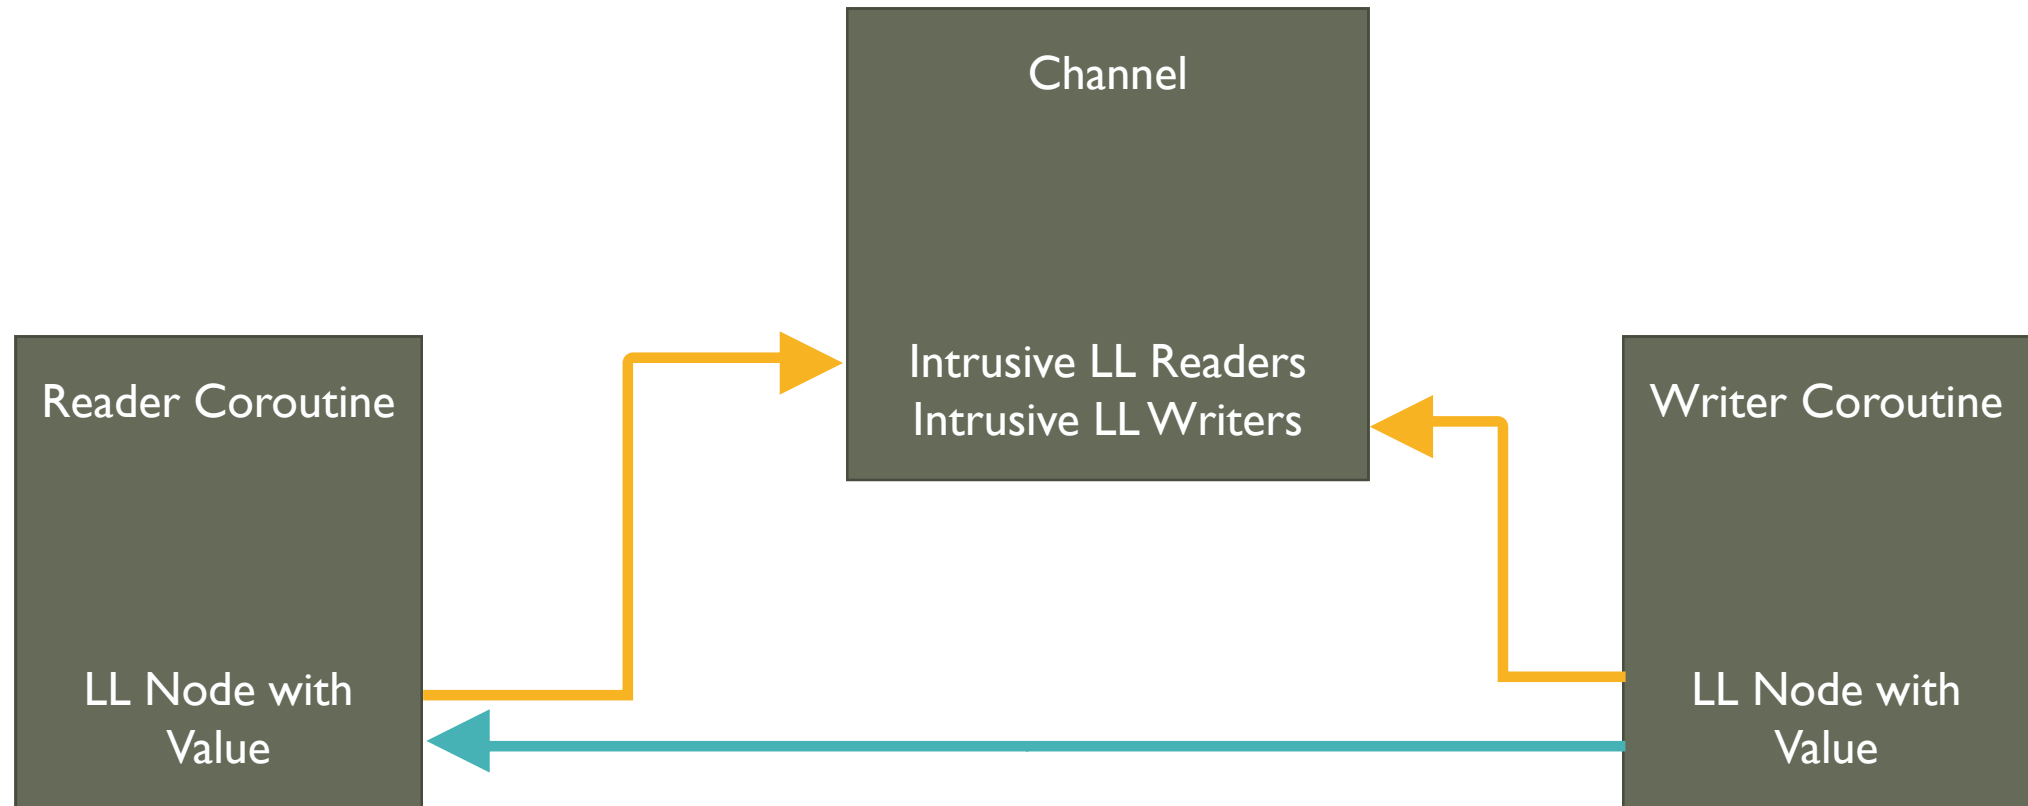 Channel
Intrusive LL Readers
Intrusive LL Writers
Reader Coroutine
LL Node with
Value
Writer Coroutine
LL Node with
Value